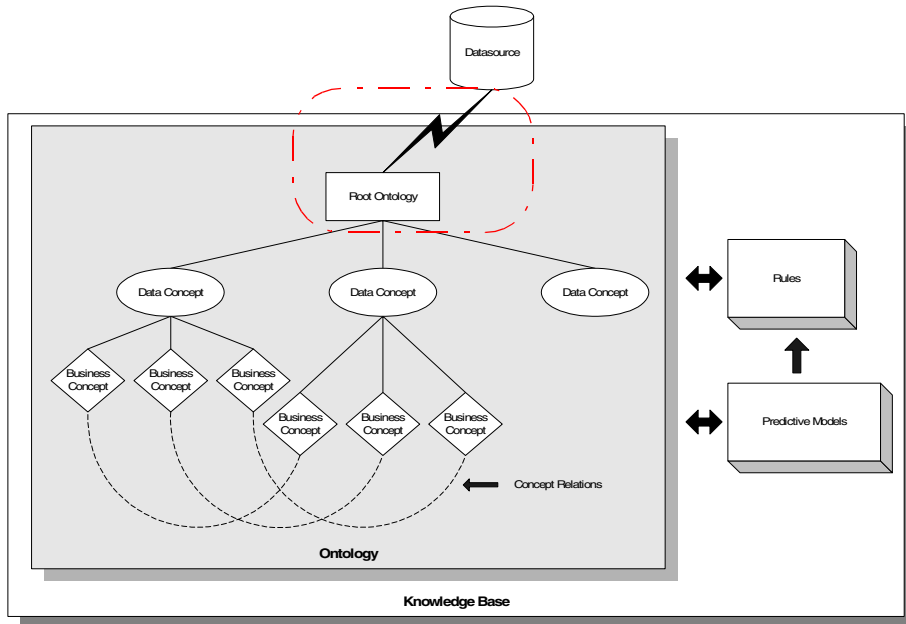 Datasource
Root Ontology
Data Concept
Data Concept
Data Concept
Rules
Business
Concept
Business
Concept
Business
Concept
Business
Concept
Business
Concept
Business
Concept
Predictive Models
Concept Relations
Ontology
Knowledge Base